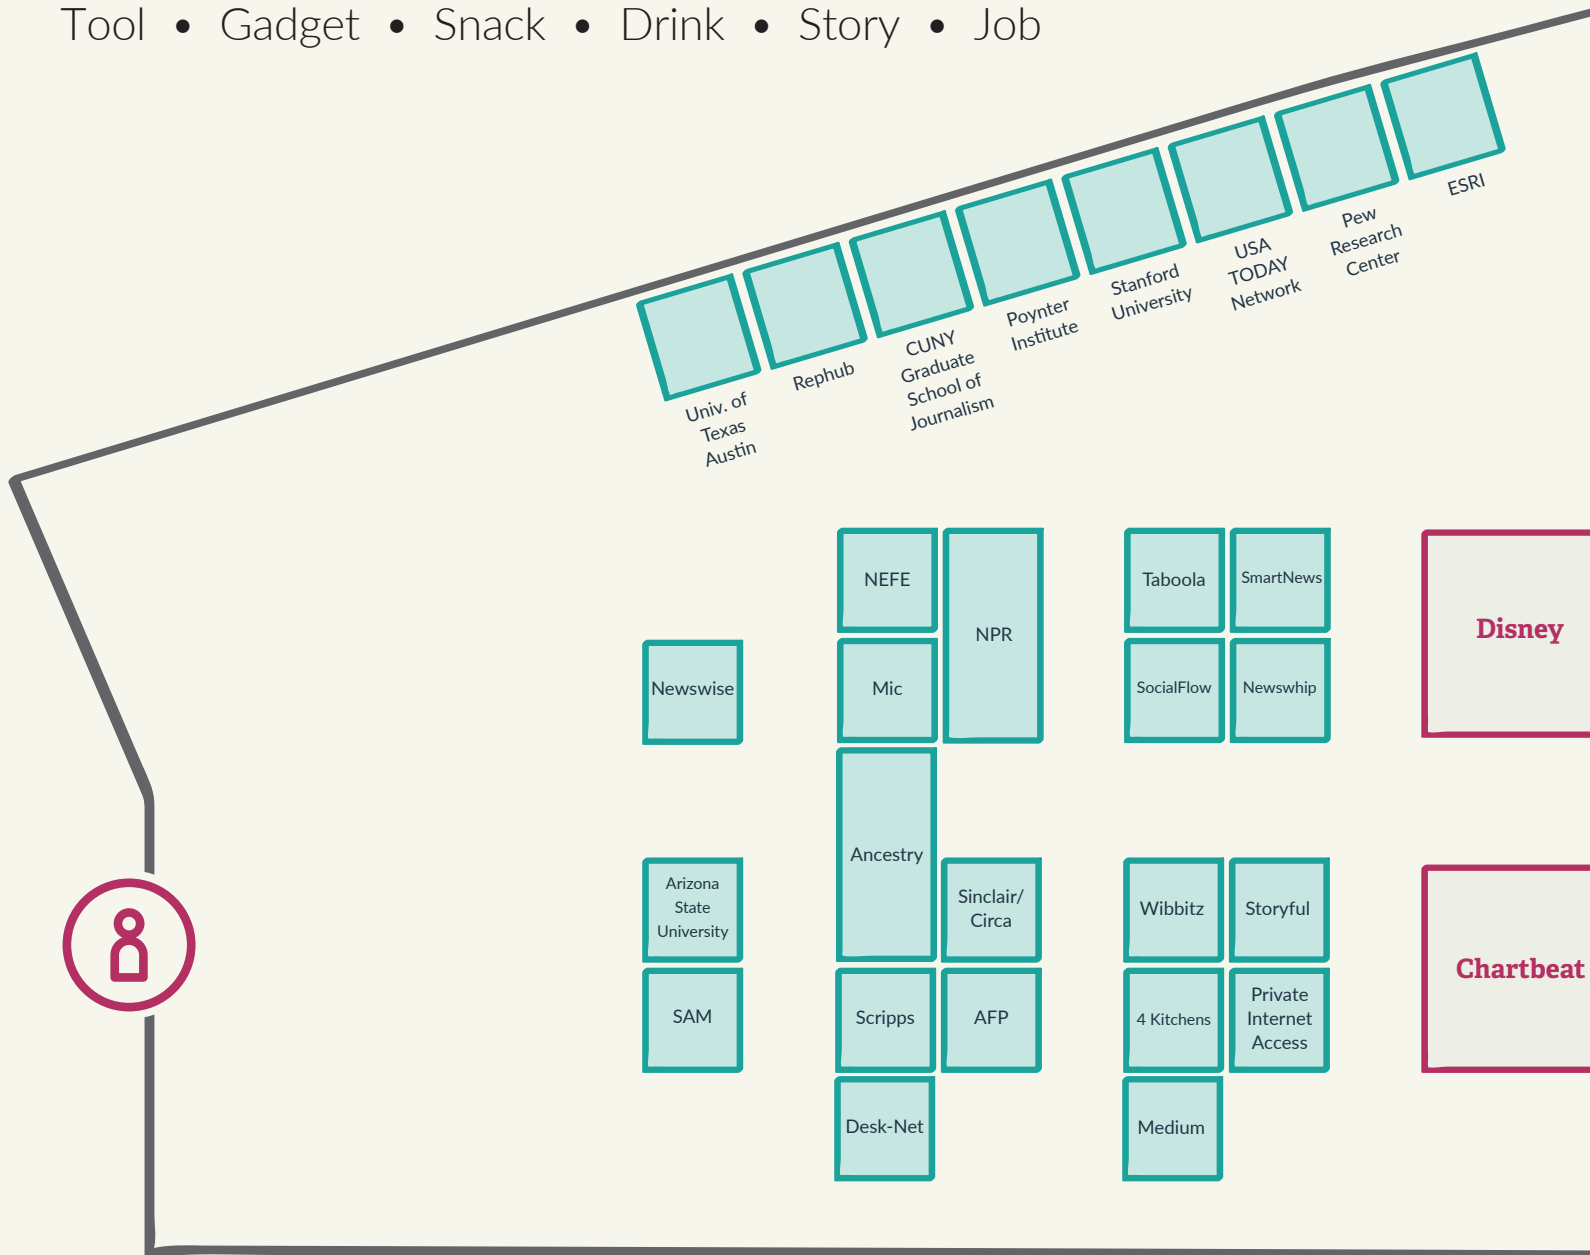 Tool • Gadget • Snack • Drink • Story • Job
ESRI
Pew
Research
Center
USA
TODAY
Network
Stanford
University
Poynter
Institute
CUNY
Graduate
School of
Journalism
Rephub
Univ. of
Texas
Austin
NEFE
NPR
Taboola
SmartNews
Disney
Newswise
Mic
SocialFlow
Newswhip
Ancestry
Arizona
State
University
Sinclair/
Circa
Wibbitz
Storyful
Chartbeat
SAM
Scripps
AFP
4 Kitchens
Private
Internet
Access
Desk-Net
Medium